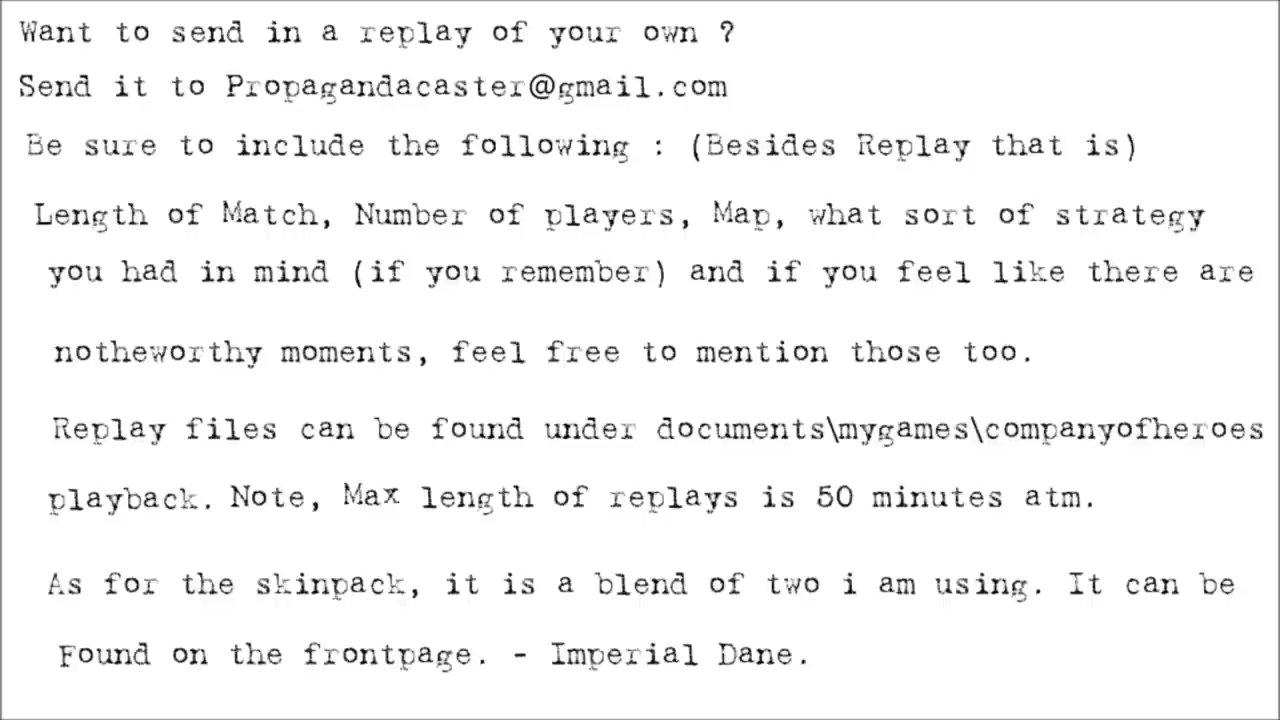 Want to send in a replay of your own ?
Send it to Propagandacaster@gmail.com
Be sure to include the following : (Besides Replay that is)
Length of Match, Number of players, Map, what sort of strategy
you had in mind (if you remember) and if you feel like there are
notheworthy moments, feel free to mention those too.
Replay files can be found under documents\mygames\companyofheroes
playback. Note, Max length of replays is 50 minutes atm.
As for the skinpack, it is a blend of two i am using. It can be
Found on the frontpage. - Imperial Dane.